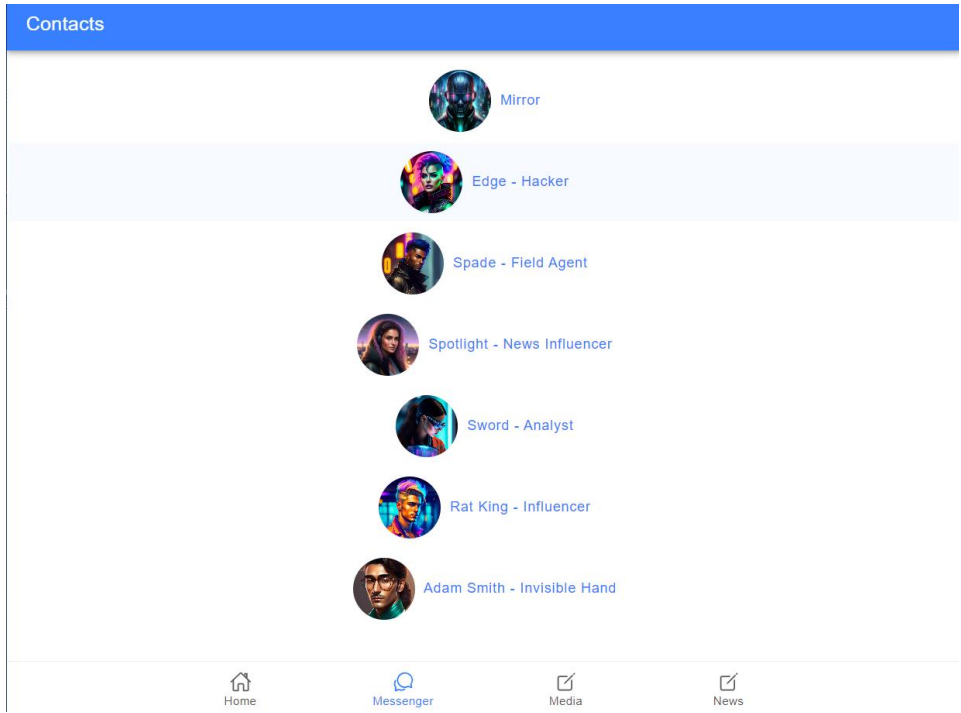 Contacts
Mirror
Edge - Hacker
Spade - Field Agent
Spotlight - News Influencer
Sword - Analyst
Rat King - Influencer
Adam Smith - Invisible Hand
Home
Messenger
Media
News